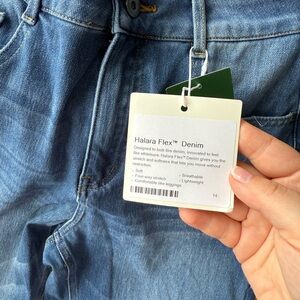 Halara Flex™ Denim
Designed to look like denim, innovated to feel
like athleisure. Halara Flex™ Denim gives you the
stretch and softness that lets you move without
restriction.
· Soft
· Breathable
· Four-way stretch
· Lightweight
· Comfortably like leggings
14